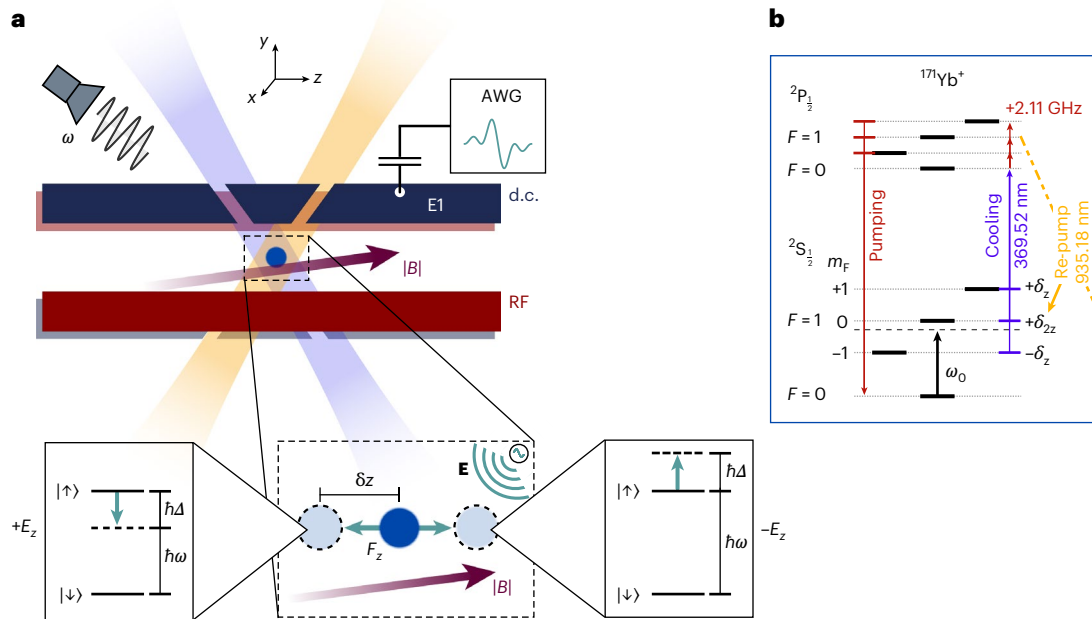 a
y
z
x
ω
AWG
E1
d.c.
|B|
RF
E
δz
F_z
|B|
+E_z
|↑⟩
ħΔ
ħω
|↓⟩
ħΔ
|↑⟩
ħω
|↓⟩
−E_z
b
¹⁷¹Yb⁺
²P₁/₂
+2.11 GHz
F = 1
F = 0
Pumping
Cooling
369.52 nm
Re-pump
935.18 nm
²S₁/₂
m_F
+1
+δ_z
F = 1
0
+δ_2z
−1
−δ_z
ω₀
F = 0